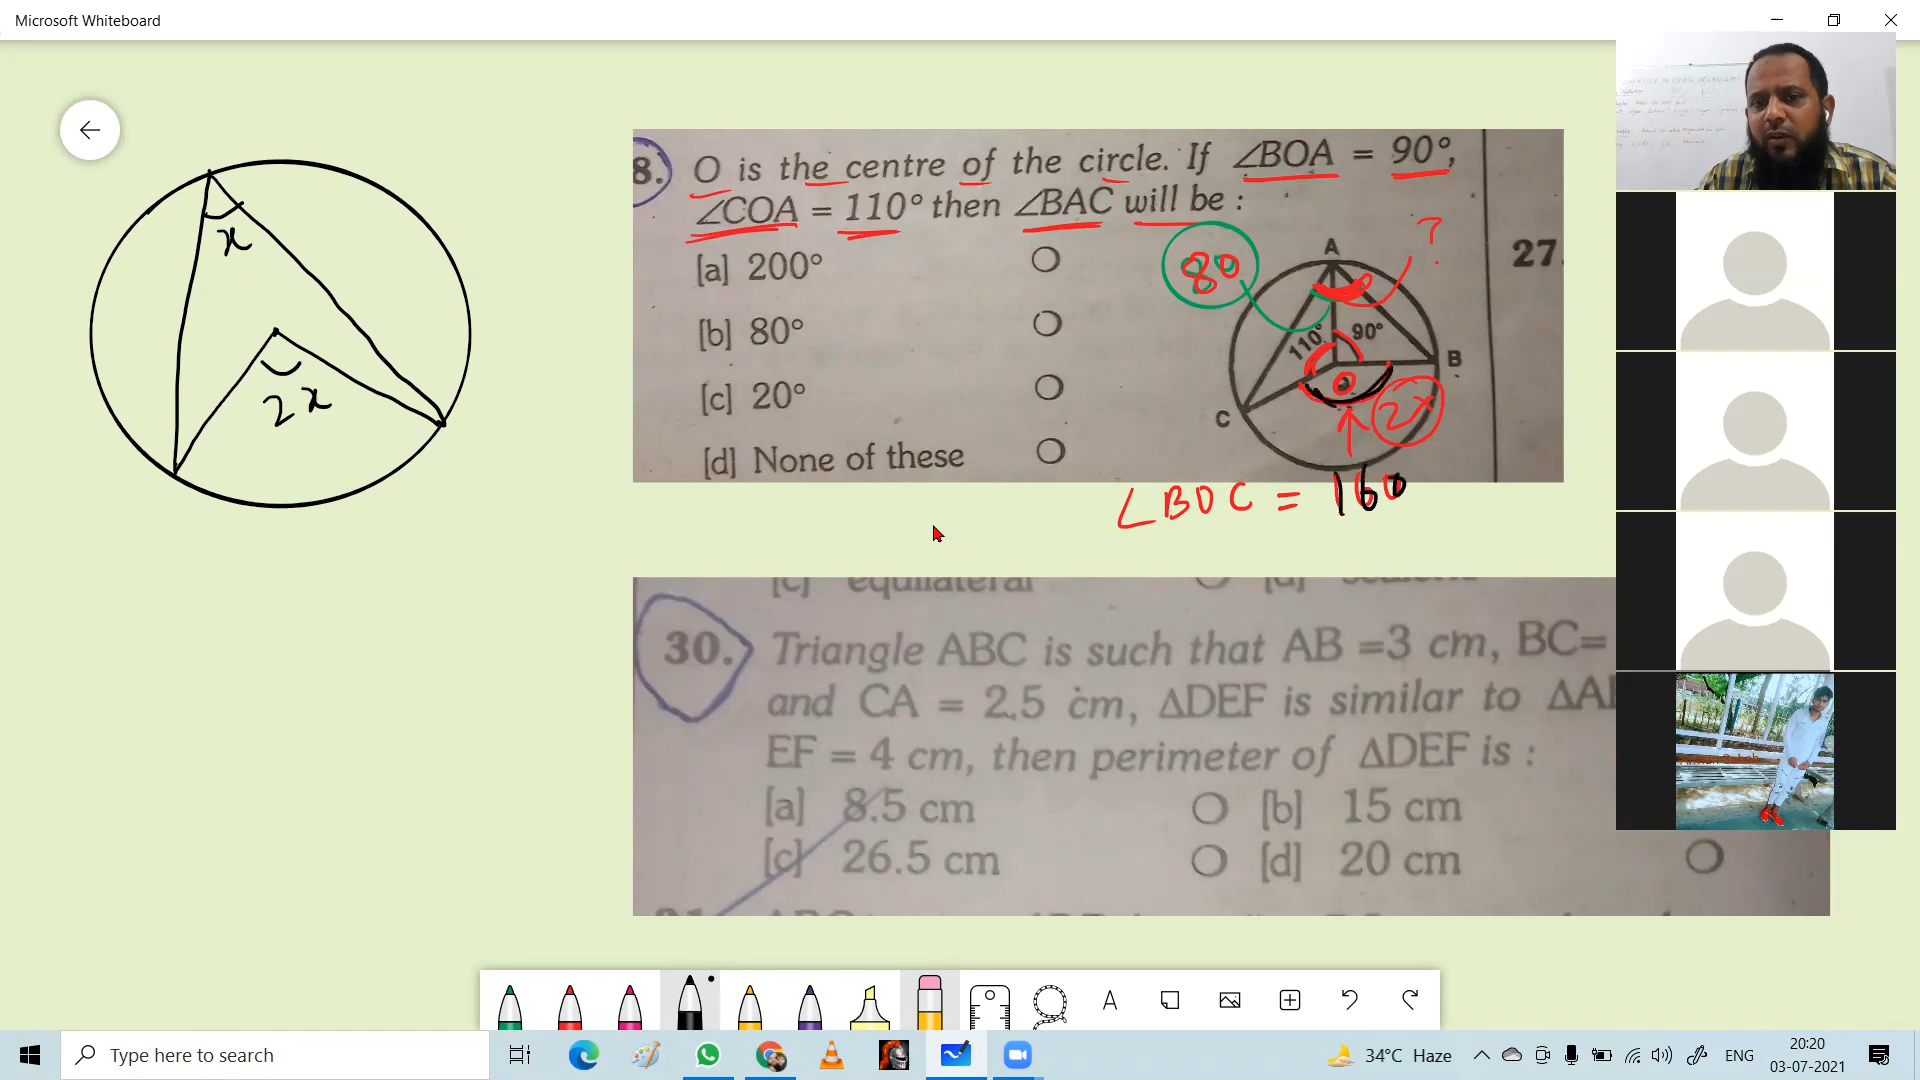 Microsoft Whiteboard
x
2x
8. O is the centre of the circle. If ∠BOA = 90°,
∠COA = 110° then ∠BAC will be :
[a] 200°
[b] 80°
[c] 20°
[d] None of these
80
?
A
110°
90°
B
C
O
2x
27.
∠BOC = 160
[c] equilateral [d]
30. Triangle ABC is such that AB =3 cm, BC=
and CA = 2.5 cm, ΔDEF is similar to ΔA
EF = 4 cm, then perimeter of ΔDEF is :
[a] 8.5 cm [b] 15 cm
[c] 26.5 cm [d] 20 cm
A
Type here to search
34°C Haze
ENG
20:20
03-07-2021